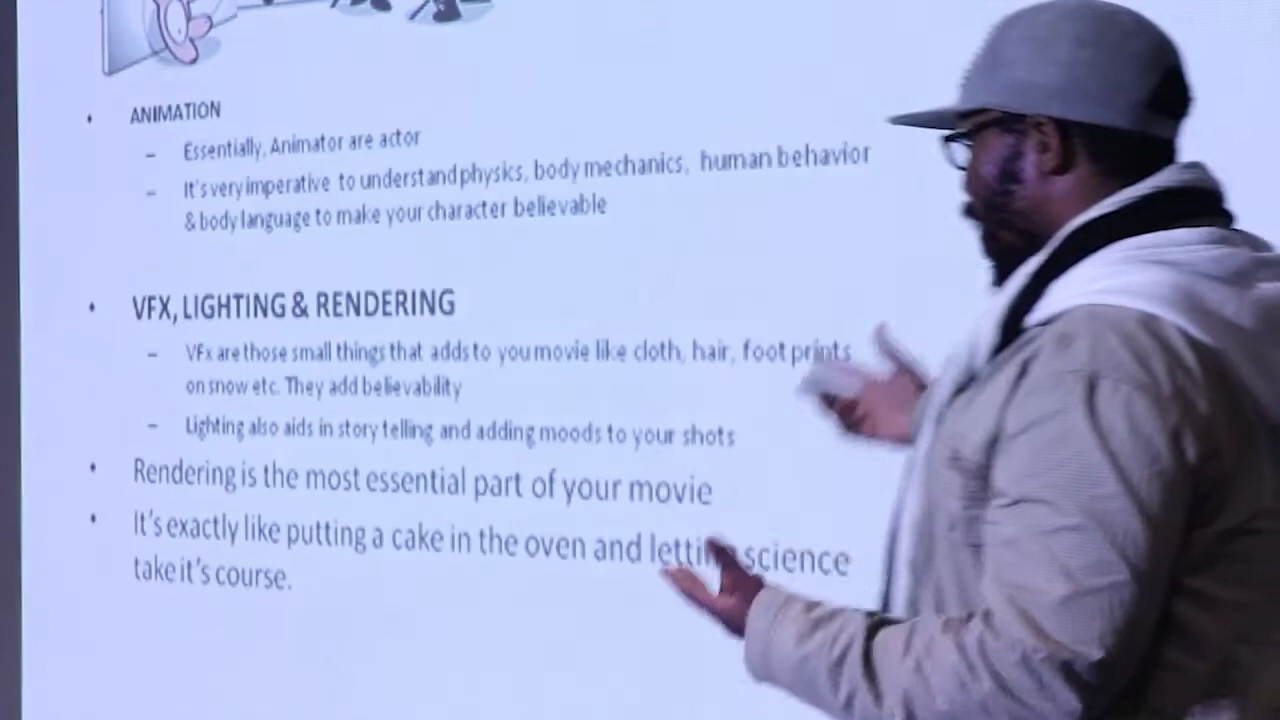 ANIMATION
Essentially, Animator are actor
It's very imperative to understand physics, body mechanics, human behavior
& body language to make your character believable
VFX, LIGHTING & RENDERING
VFx are those small things that adds to you movie like cloth, hair, foot prints
on snow etc. They add believability
Lighting also aids in story telling and adding moods to your shots
Rendering is the most essential part of your movie
It's exactly like putting a cake in the oven and letting science
take it's course.